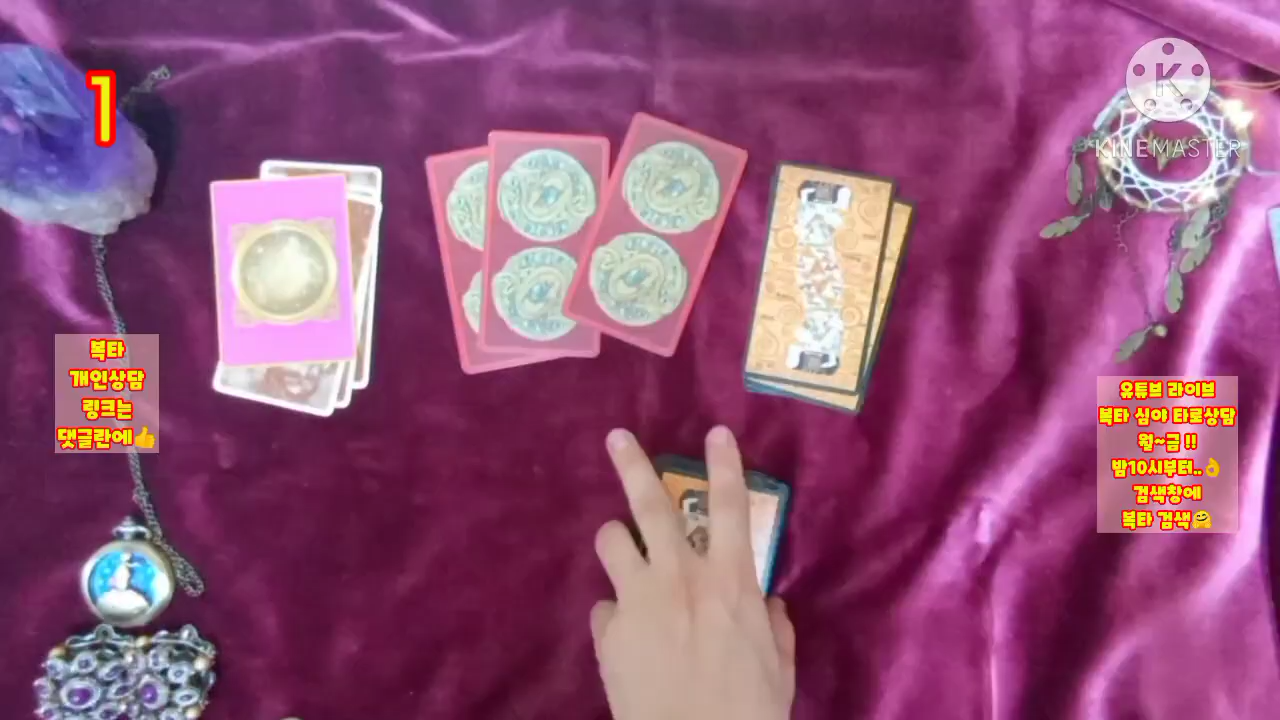 1
K
KINEMASTER
복타
개인상담
링크는
댓글란에👍
유튜브 라이브
복타 심야 타로상담
월~금 !!
밤10시부터..👌
검색창에
복타 검색🤗